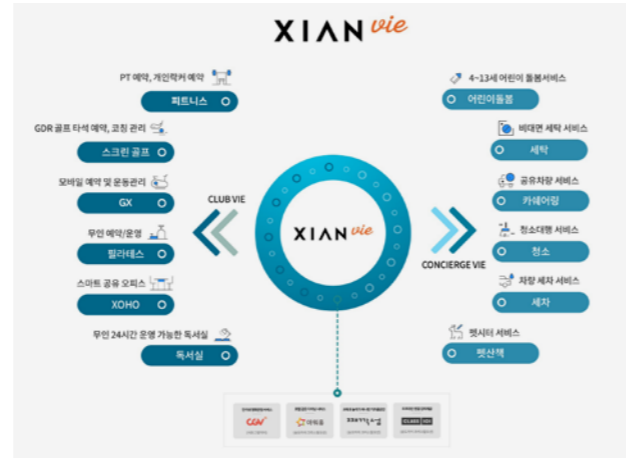 XIAN vie
PT 예약, 개인락커 예약
피트니스
GDR 골프 타석 예약, 코칭 관리
스크린 골프
모바일 예약 및 운동관리
GX
무인 예약/운영
필라테스
스마트 공유 오피스
XOHO
무인 24시간 운영 가능한 독서실
독서실
CLUB VIE
XIAN vie
CONCIERGE VIE
4~13세 어린이 돌봄서비스
어린이돌봄
비대면 세탁 서비스
세탁
공유차량 서비스
카쉐어링
청소대행 서비스
청소
차량 세차 서비스
세차
펫시터 서비스
펫산책
CGV
째깍악어